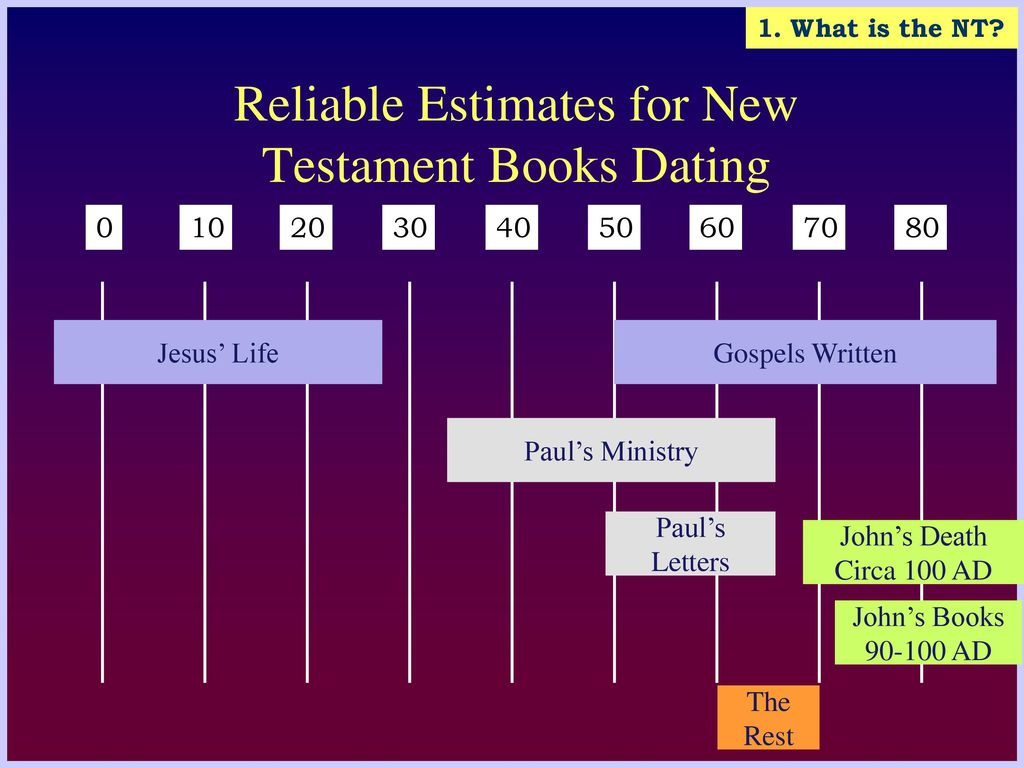 1. What is the NT?
Reliable Estimates for New
Testament Books Dating
0 10 20 30 40 50 60 70 80
Jesus’ Life
Gospels Written
Paul’s Ministry
Paul’s
Letters
John’s Death
Circa 100 AD
John’s Books
90-100 AD
The
Rest